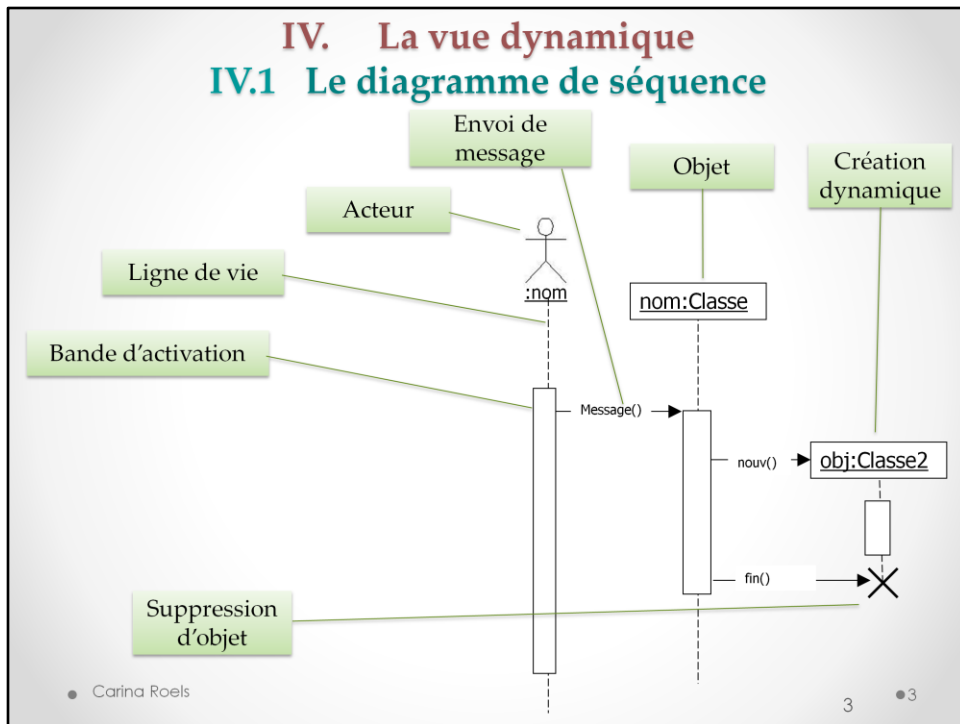 IV. La vue dynamique
IV.1 Le diagramme de séquence
Envoi de
message
Objet
Création
dynamique
Acteur
Ligne de vie
:nom
nom:Classe
Bande d’activation
Message()
nouv()
obj:Classe2
fin()
Suppression
d’objet
Carina Roels
3
3